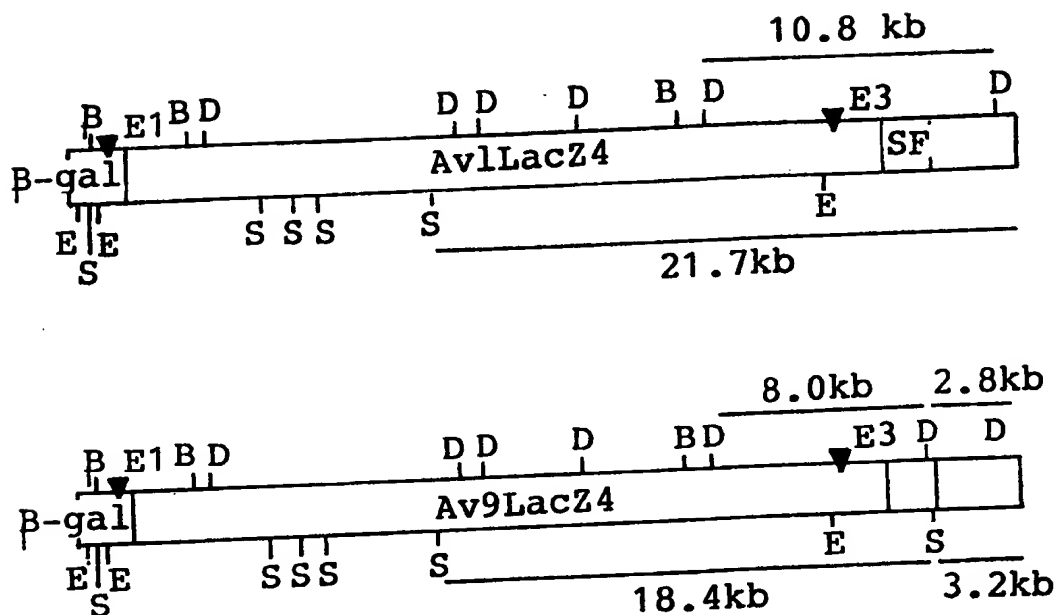 10.8 kb
B E1 B D D D D B D E3 D
β-gal Av1LacZ4 SF
E S E S S S S E
21.7kb
8.0kb 2.8kb
B E1 B D D D D B D E3 D D
β-gal Av9LacZ4
E S E S S S S E S
18.4kb 3.2kb